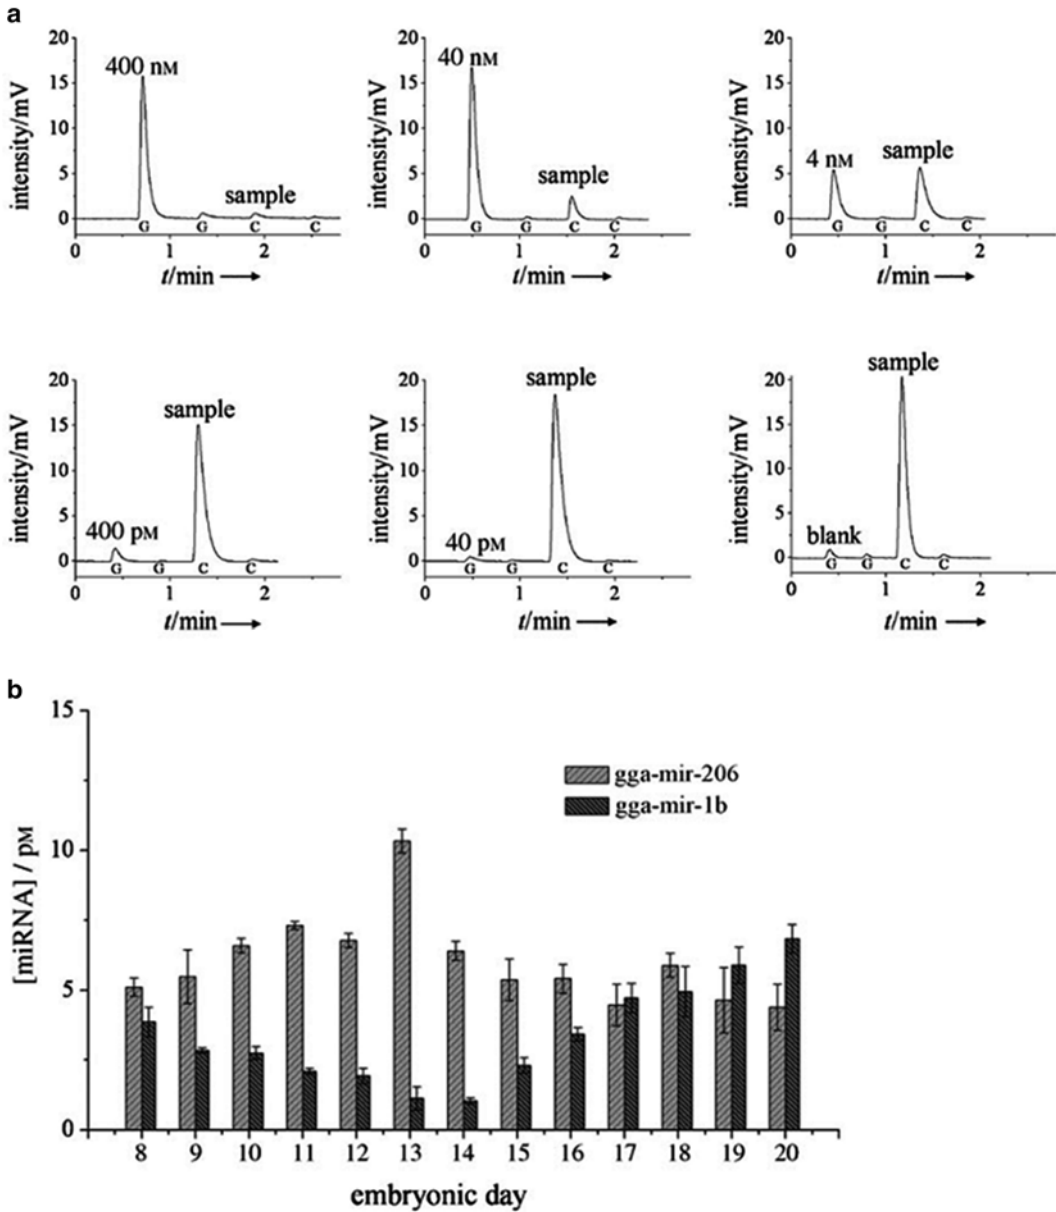 a
20
15
10
5
0
intensity/mV
400 nM
sample
G G C C
0 1 2
t/min
20
15
10
5
0
intensity/mV
40 nM
sample
G G C C
0 1 2
t/min
20
15
10
5
0
intensity/mV
4 nM
sample
G G C C
0 1 2
t/min
20
15
10
5
0
intensity/mV
400 pM
sample
G G C C
0 1 2
t/min
20
15
10
5
0
intensity/mV
40 pM
sample
G G C C
0 1 2
t/min
20
15
10
5
0
intensity/mV
blank
sample
G G C C
0 1 2
t/min
b
15
10
5
0
[miRNA] / pM
gga-mir-206
gga-mir-1b
8 9 10 11 12 13 14 15 16 17 18 19 20
embryonic day